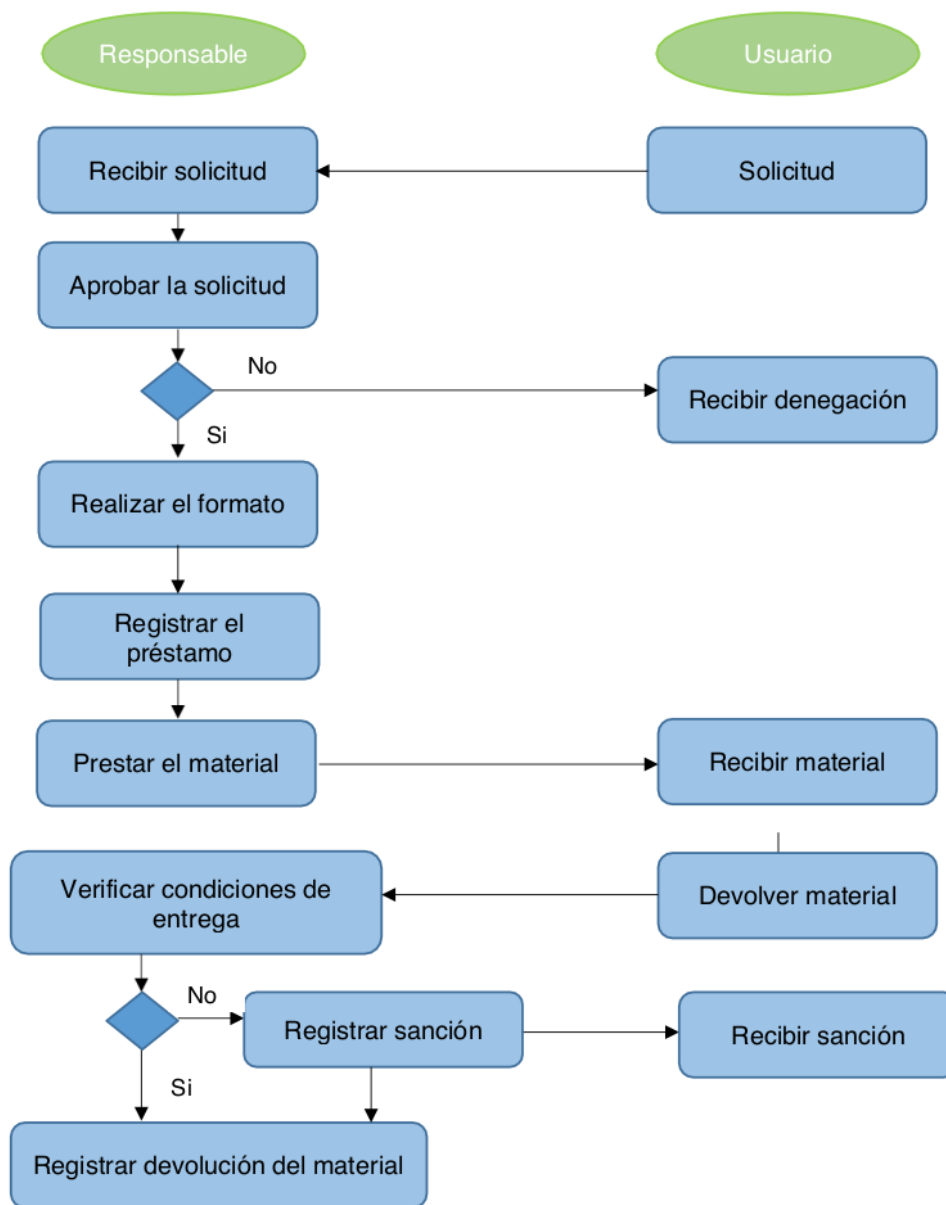 Responsable
Usuario
Recibir solicitud
Solicitud
Aprobar la solicitud
No
Recibir denegación
Si
Realizar el formato
Registrar el
préstamo
Prestar el material
Recibir material
Verificar condiciones de
entrega
Devolver material
No
Registrar sanción
Recibir sanción
Si
Registrar devolución del material